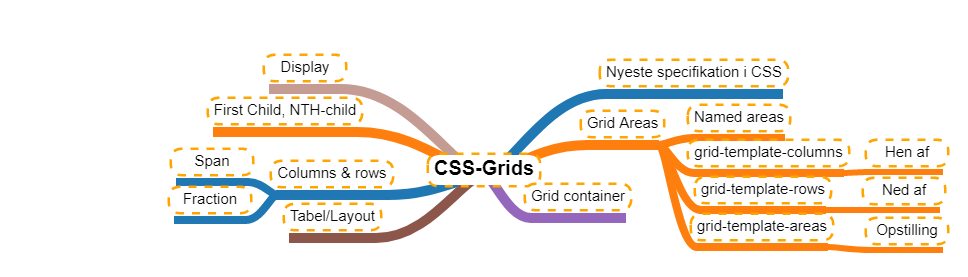 Display
First Child, NTH-child
Span
Fraction
Columns & rows
Tabel/Layout
CSS-Grids
Nyeste specifikation i CSS
Grid Areas
Named areas
grid-template-columns
Hen af
grid-template-rows
Ned af
grid-template-areas
Opstilling
Grid container